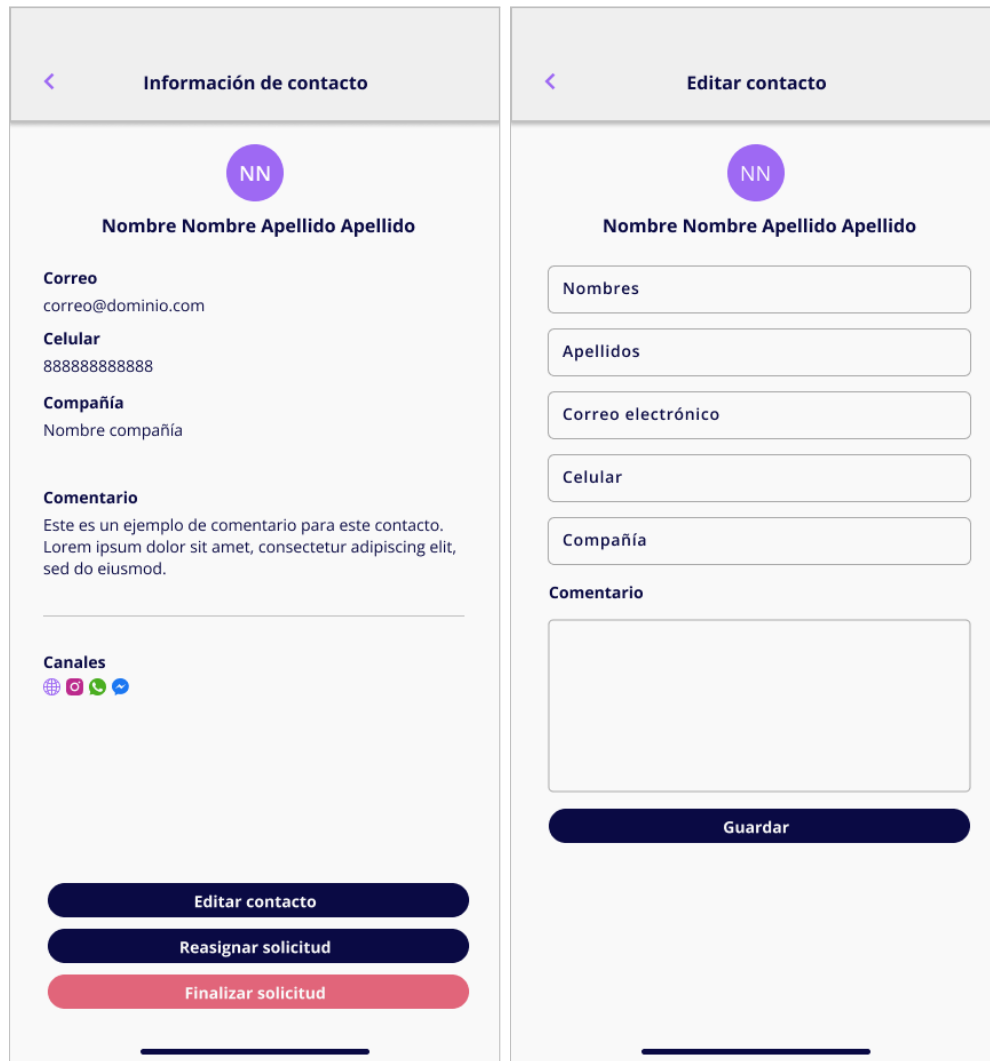 Información de contacto
NN
Nombre Nombre Apellido Apellido
Correo
correo@dominio.com
Celular
888888888888
Compañía
Nombre compañía
Comentario
Este es un ejemplo de comentario para este contacto.
Lorem ipsum dolor sit amet, consectetur adipiscing elit,
sed do eiusmod.
Canales
Editar contacto
Reasignar solicitud
Finalizar solicitud
Editar contacto
NN
Nombre Nombre Apellido Apellido
Nombres
Apellidos
Correo electrónico
Celular
Compañía
Comentario
Guardar